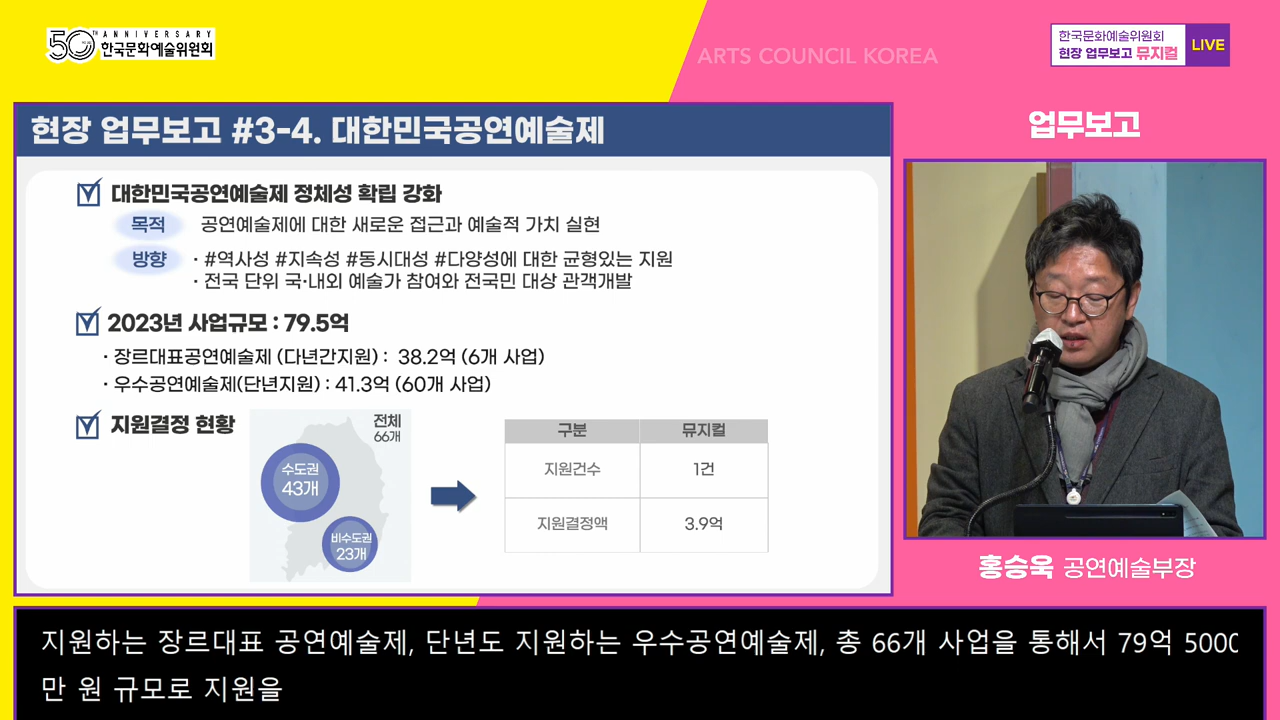 50TH ANNIVERSARY
한국문화예술위원회
ARTS COUNCIL KOREA
한국문화예술위원회
현장 업무보고 뮤지컬
LIVE
현장 업무보고 #3-4. 대한민국공연예술제
대한민국공연예술제 정체성 확립 강화
목적 공연예술제에 대한 새로운 접근과 예술적 가치 실현
방향 · #역사성 #지속성 #동시대성 #다양성에 대한 균형있는 지원
· 전국 단위 국·내외 예술가 참여와 전국민 대상 관객개발
2023년 사업규모 : 79.5억
· 장르대표공연예술제 (다년간지원) : 38.2억 (6개 사업)
· 우수공연예술제(단년지원) : 41.3억 (60개 사업)
지원결정 현황
전체
66개
수도권
43개
비수도권
23개
구분 뮤지컬
지원건수 1건
지원결정액 3.9억
업무보고
홍승욱 공연예술부장
지원하는 장르대표 공연예술제, 단년도 지원하는 우수공연예술제, 총 66개 사업을 통해서 79억 5000
만 원 규모로 지원을